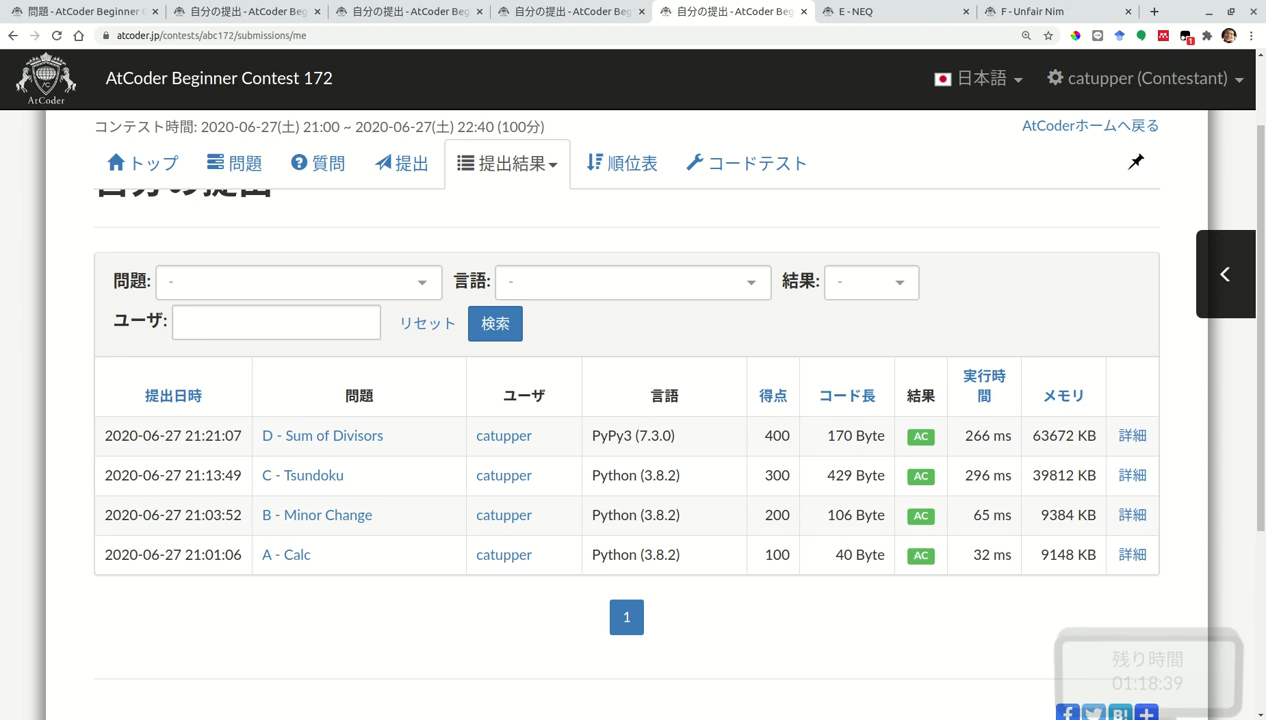 問題 - AtCoder Beginner C
自分の提出 - AtCoder Beg
自分の提出 - AtCoder Beg
自分の提出 - AtCoder Beg
自分の提出 - AtCoder Beg
E - NEQ
F - Unfair Nim
atcoder.jp/contests/abc172/submissions/me
AtCoder
AtCoder Beginner Contest 172
日本語
catupper (Contestant)
コンテスト時間: 2020-06-27(土) 21:00 ~ 2020-06-27(土) 22:40 (100分)
AtCoderホームへ戻る
トップ 問題 質問 提出 提出結果 順位表 コードテスト
自分の提出
問題: - 言語: - 結果: -
ユーザ: リセット 検索
提出日時 問題 ユーザ 言語 得点 コード長 結果 実行時間 メモリ
2020-06-27 21:21:07 D - Sum of Divisors catupper PyPy3 (7.3.0) 400 170 Byte AC 266 ms 63672 KB 詳細
2020-06-27 21:13:49 C - Tsundoku catupper Python (3.8.2) 300 429 Byte AC 296 ms 39812 KB 詳細
2020-06-27 21:03:52 B - Minor Change catupper Python (3.8.2) 200 106 Byte AC 65 ms 9384 KB 詳細
2020-06-27 21:01:06 A - Calc catupper Python (3.8.2) 100 40 Byte AC 32 ms 9148 KB 詳細
1
残り時間
01:18:39